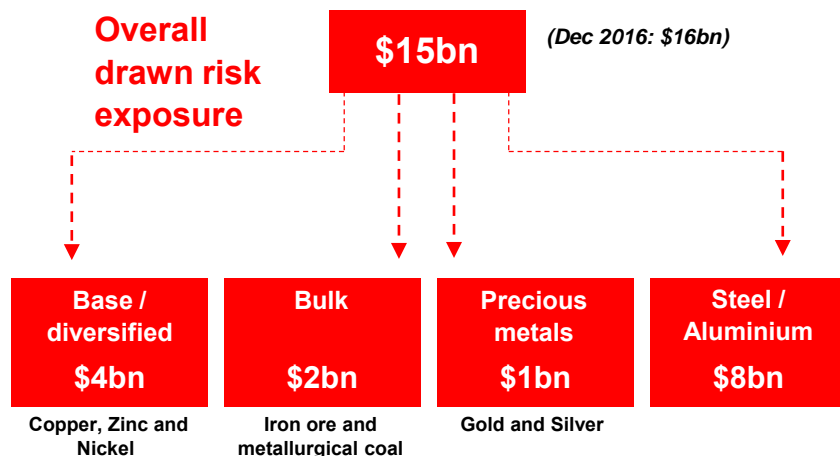 Overall
drawn risk
exposure
$15bn
(Dec 2016: $16bn)
Base /
diversified
$4bn
Copper, Zinc and
Nickel
Bulk
$2bn
Iron ore and
metallurgical coal
Precious
metals
$1bn
Gold and Silver
Steel /
Aluminium
$8bn